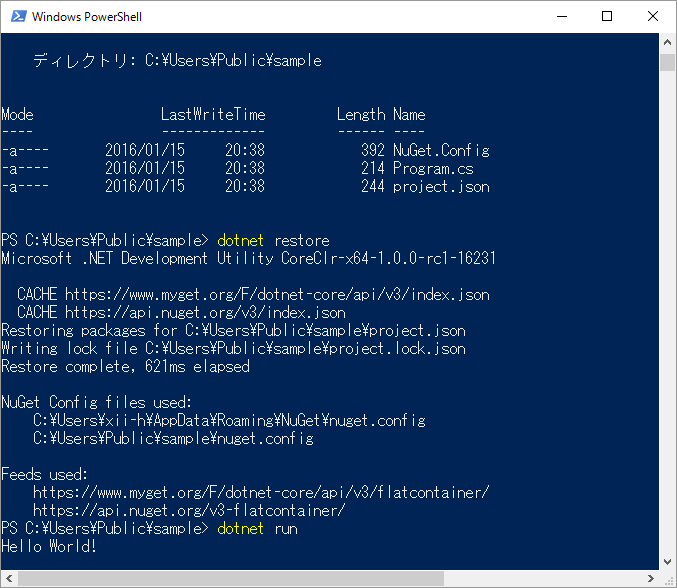 Windows PowerShell
ディレクトリ: C:¥Users¥Public¥sample
Mode                LastWriteTime         Length Name
----                -------------         ------ ----
-a----       2016/01/15     20:38            392 NuGet.Config
-a----       2016/01/15     20:38            214 Program.cs
-a----       2016/01/15     20:38            244 project.json
PS C:¥Users¥Public¥sample> dotnet restore
Microsoft .NET Development Utility CoreClr-x64-1.0.0-rc1-16231
  CACHE https://www.myget.org/F/dotnet-core/api/v3/index.json
  CACHE https://api.nuget.org/v3/index.json
Restoring packages for C:¥Users¥Public¥sample¥project.json
Writing lock file C:¥Users¥Public¥sample¥project.lock.json
Restore complete, 621ms elapsed
NuGet Config files used:
    C:¥Users¥xii-h¥AppData¥Roaming¥NuGet¥nuget.config
    C:¥Users¥Public¥sample¥nuget.config
Feeds used:
    https://www.myget.org/F/dotnet-core/api/v3/flatcontainer/
    https://api.nuget.org/v3-flatcontainer/
PS C:¥Users¥Public¥sample> dotnet run
Hello World!